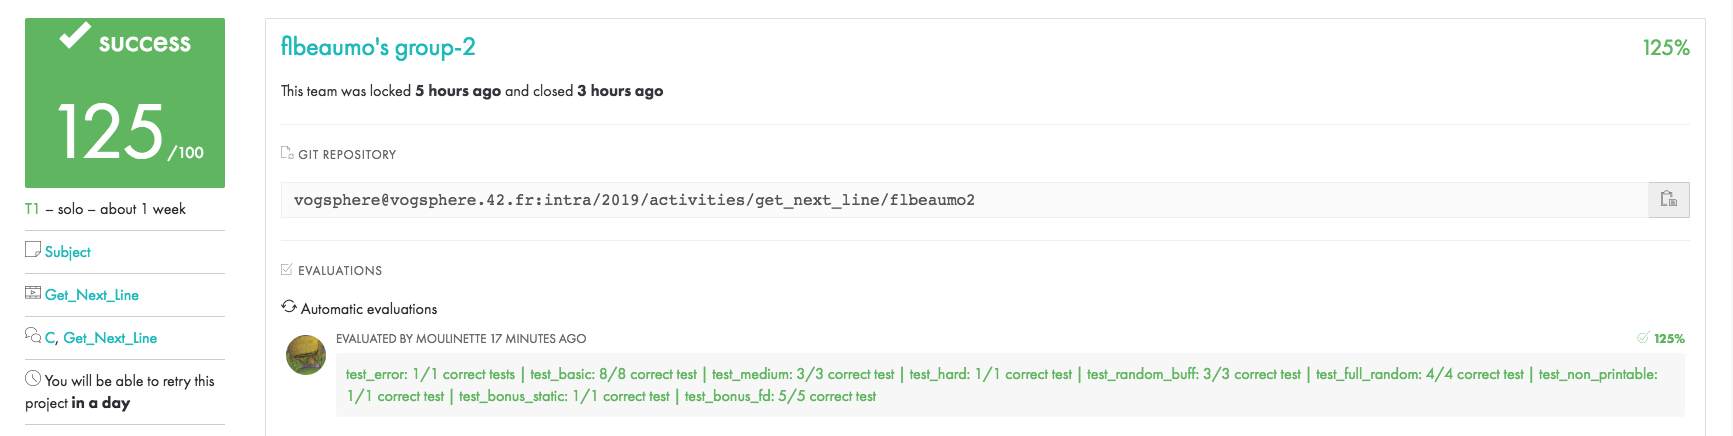 success
125 /100
T1 – solo – about 1 week
Subject
Get_Next_Line
C, Get_Next_Line
You will be able to retry this
project in a day
flbeaumo's group-2
125%
This team was locked 5 hours ago and closed 3 hours ago
GIT REPOSITORY
vogsphere@vogsphere.42.fr:intra/2019/activities/get_next_line/flbeaumo2
EVALUATIONS
Automatic evaluations
EVALUATED BY MOULINETTE 17 MINUTES AGO
125%
test_error: 1/1 correct tests | test_basic: 8/8 correct test | test_medium: 3/3 correct test | test_hard: 1/1 correct test | test_random_buff: 3/3 correct test | test_full_random: 4/4 correct test | test_non_printable:
1/1 correct test | test_bonus_static: 1/1 correct test | test_bonus_fd: 5/5 correct test